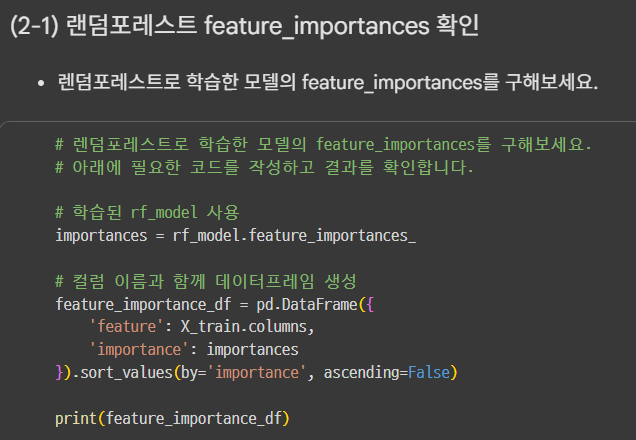 (2-1) 랜덤포레스트 feature_importances 확인
• 렌덤포레스트로 학습한 모델의 feature_importances를 구해보세요.
# 렌덤포레스트로 학습한 모델의 feature_importances를 구해보세요.
# 아래에 필요한 코드를 작성하고 결과를 확인합니다.
# 학습된 rf_model 사용
importances = rf_model.feature_importances_
# 컬럼 이름과 함께 데이터프레임 생성
feature_importance_df = pd.DataFrame({
    'feature': X_train.columns,
    'importance': importances
}).sort_values(by='importance', ascending=False)
print(feature_importance_df)